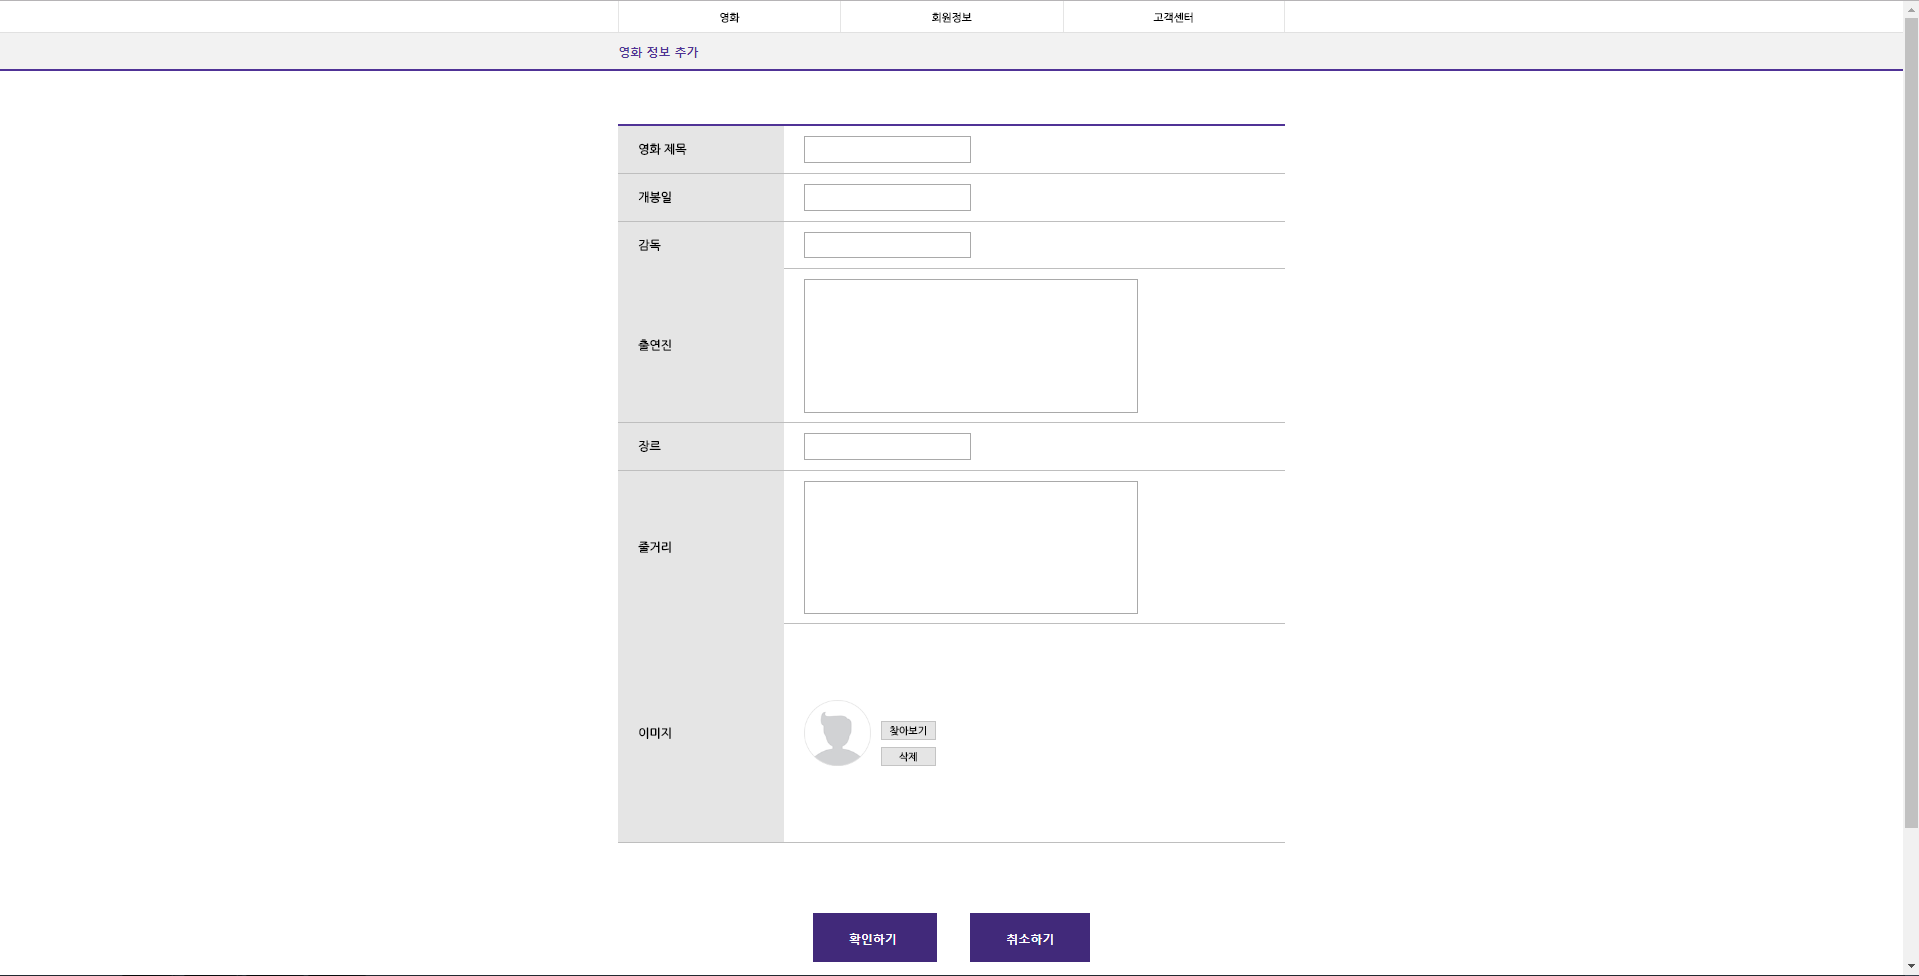 영화
회원정보
고객센터
영화 정보 추가
영화 제목
개봉일
감독
출연진
장르
줄거리
이미지
찾아보기
삭제
확인하기
취소하기